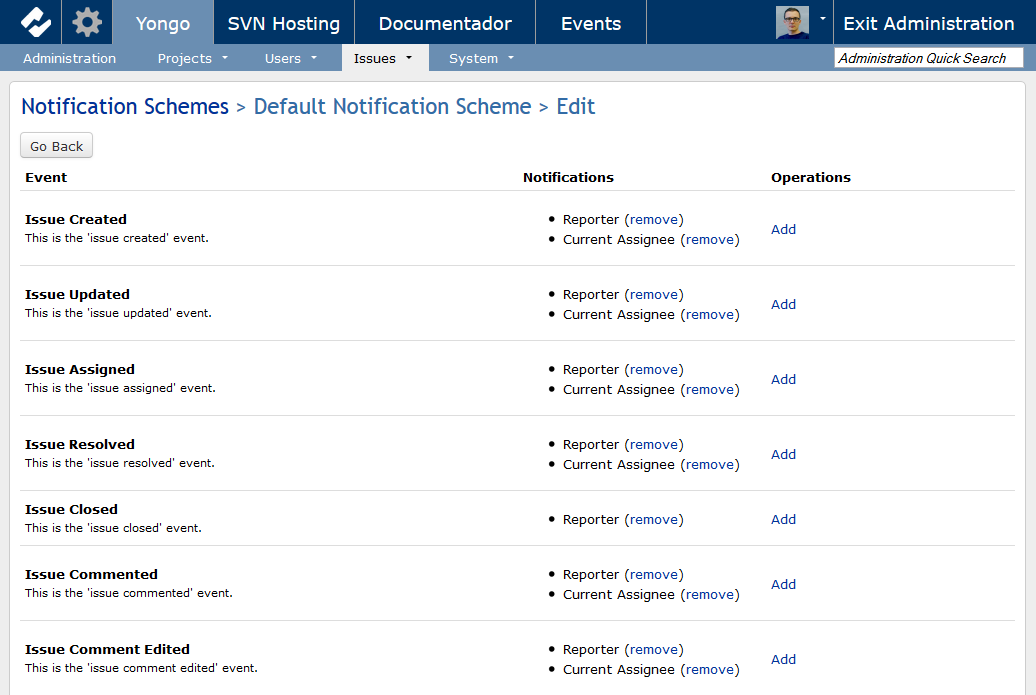 Yongo SVN Hosting Documentador Events Exit Administration
Administration Projects Users Issues System Administration Quick Search
Notification Schemes > Default Notification Scheme > Edit
Go Back
Event Notifications Operations
Issue Created
This is the 'issue created' event.
Reporter (remove)
Current Assignee (remove)
Add
Issue Updated
This is the 'issue updated' event.
Reporter (remove)
Current Assignee (remove)
Add
Issue Assigned
This is the 'issue assigned' event.
Reporter (remove)
Current Assignee (remove)
Add
Issue Resolved
This is the 'issue resolved' event.
Reporter (remove)
Current Assignee (remove)
Add
Issue Closed
This is the 'issue closed' event.
Reporter (remove)
Add
Issue Commented
This is the 'issue commented' event.
Reporter (remove)
Current Assignee (remove)
Add
Issue Comment Edited
This is the 'issue comment edited' event.
Reporter (remove)
Current Assignee (remove)
Add